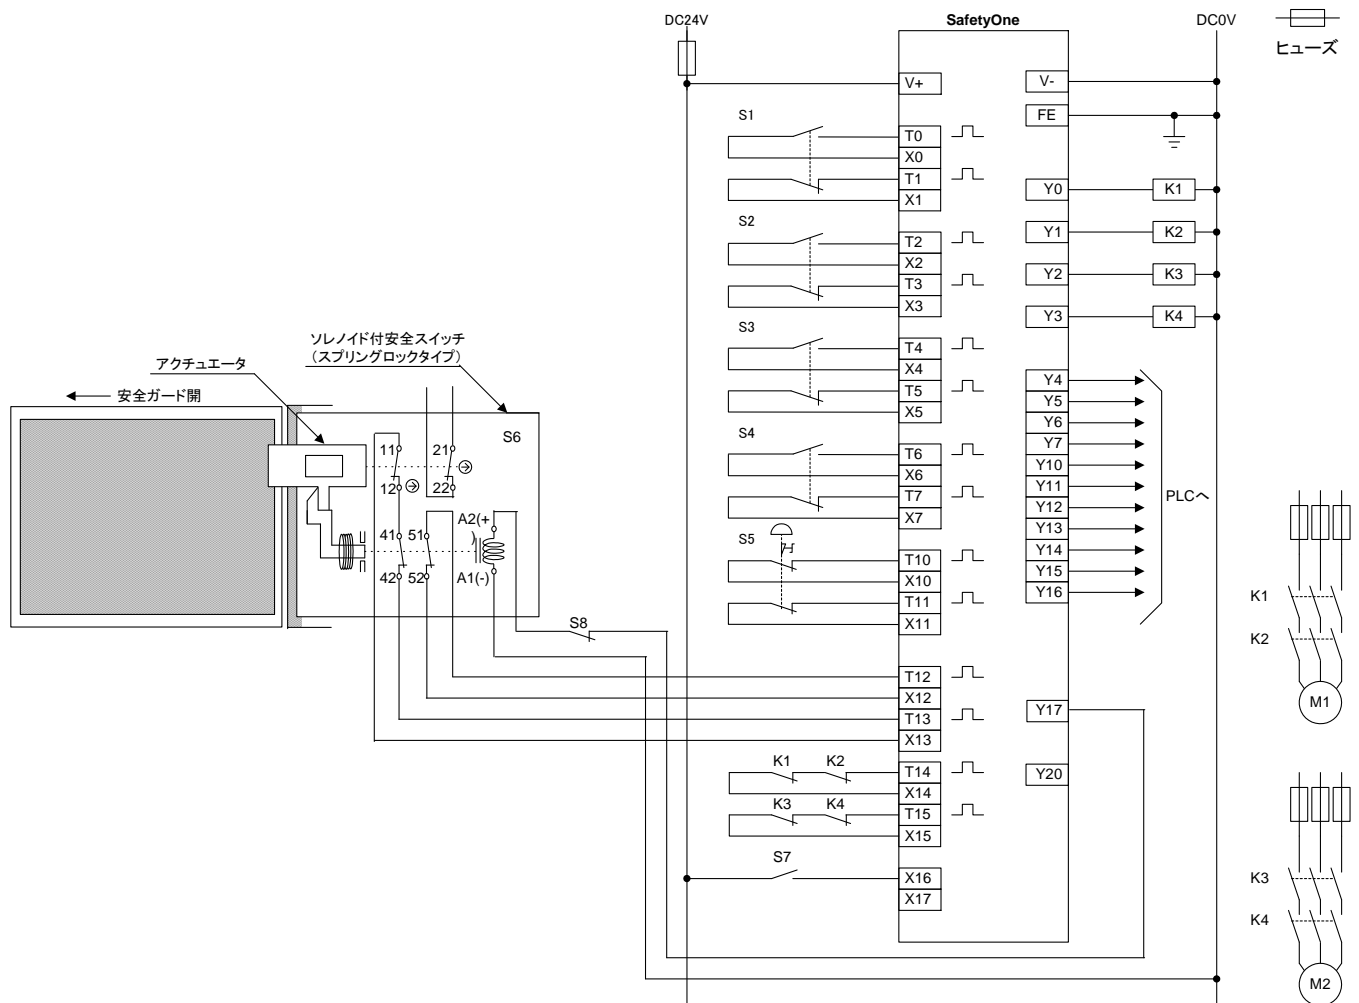 DC24V
SafetyOne
DC0V
ヒューズ
V+
V-
FE
S1
T0
X0
T1
X1
Y0
K1
S2
Y1
K2
T2
X2
T3
X3
Y2
K3
S3
Y3
K4
T4
X4
T5
X5
ソレノイド付安全スイッチ
(スプリングロックタイプ)
アクチュエータ
安全ガード開
S6
11
21
12
22
41
51
A2(+
)
42
52
A1(-)
Y4
Y5
Y6
Y7
Y10
Y11
Y12
Y13
Y14
Y15
Y16
PLCへ
S4
T6
X6
T7
X7
S5
T10
X10
T11
X11
S8
T12
X12
T13
X13
Y17
K1
K2
T14
X14
Y20
K3
K4
T15
X15
S7
X16
X17
K1
K2
M1
K3
K4
M2